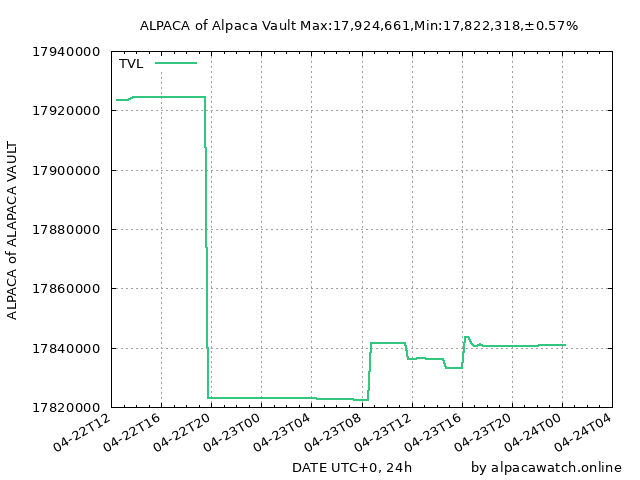 ALPACA of Alpaca Vault Max:17,924,661,Min:17,822,318,±0.57%
TVL
17940000
17920000
17900000
17880000
17860000
17840000
17820000
ALPACA of ALAPACA VAULT
04-22T12
04-22T16
04-22T20
04-23T00
04-23T04
04-23T08
04-23T12
04-23T16
04-23T20
04-24T00
04-24T04
DATE UTC+0, 24h
by alpacawatch.online